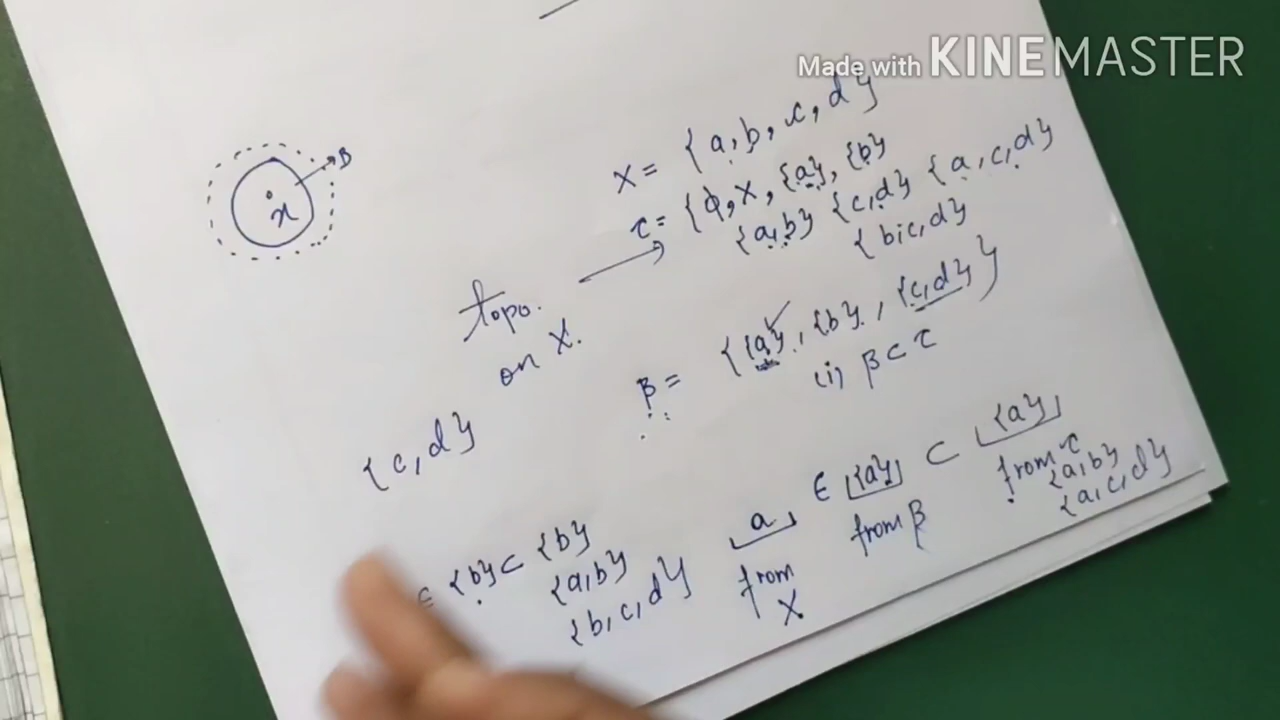 Made with KINEMASTER
B
x
X = {a, b, c, d}
τ = {φ, X, {a}, {b}
{a,b} {c,d} {a,c,d}
{b,c,d}
topo.
on X.
β = {{a}, {b}, {c,d}}
(i) β ⊂ τ
{c,d}
a ∈ {a} ⊂ {a}
from X
from β
from τ
{a,b}
{a,c,d}
∈ {b} ⊂ {b}
{a,b}
{b,c,d}